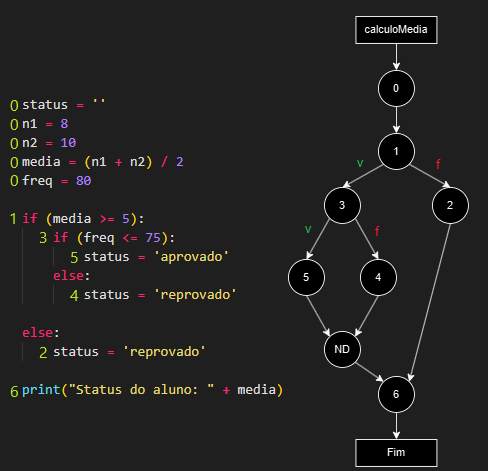 0 status = ''
0 n1 = 8
0 n2 = 10
0 media = (n1 + n2) / 2
0 freq = 80
1 if (media >= 5):
3 if (freq <= 75):
5 status = 'aprovado'
else:
4 status = 'reprovado'
else:
2 status = 'reprovado'
6 print("Status do aluno: " + media)
calculoMedia
0
1
v f
3 2
v f
5 4
ND
6
Fim